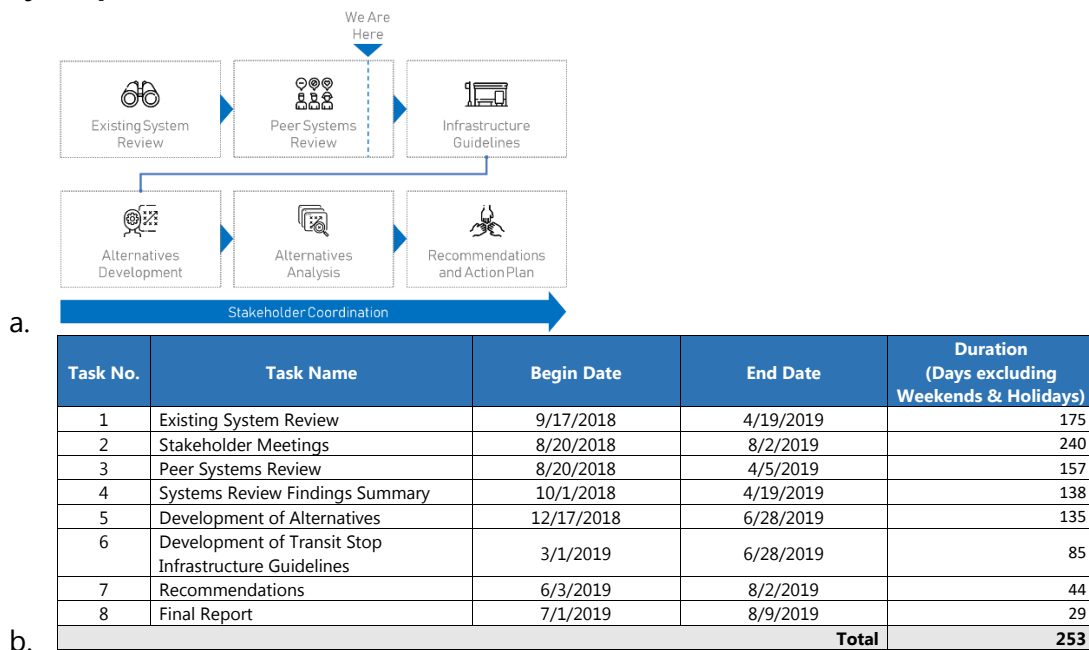 We Are
Here
Existing System
Review
Peer Systems
Review
Infrastructure
Guidelines
Alternatives
Development
Alternatives
Analysis
Recommendations
and Action Plan
Stakeholder Coordination
a.
Task No. Task Name Begin Date End Date Duration
(Days excluding
Weekends & Holidays)
1 Existing System Review 9/17/2018 4/19/2019 175
2 Stakeholder Meetings 8/20/2018 8/2/2019 240
3 Peer Systems Review 8/20/2018 4/5/2019 157
4 Systems Review Findings Summary 10/1/2018 4/19/2019 138
5 Development of Alternatives 12/17/2018 6/28/2019 135
6 Development of Transit Stop
Infrastructure Guidelines 3/1/2019 6/28/2019 85
7 Recommendations 6/3/2019 8/2/2019 44
8 Final Report 7/1/2019 8/9/2019 29
b. Total 253